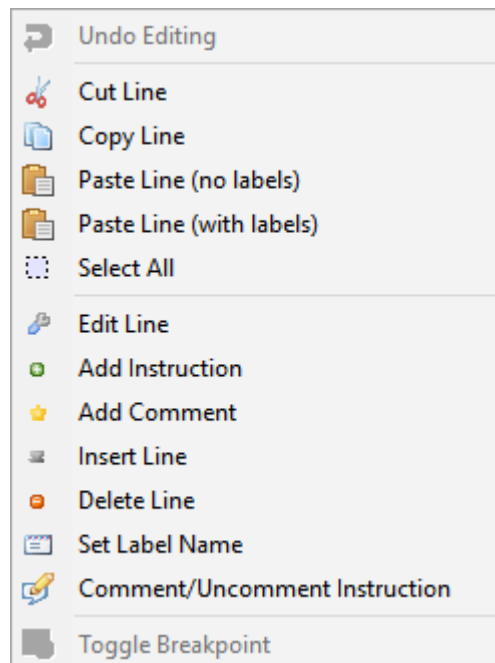 Undo Editing
Cut Line
Copy Line
Paste Line (no labels)
Paste Line (with labels)
Select All
Edit Line
Add Instruction
Add Comment
Insert Line
Delete Line
Set Label Name
Comment/Uncomment Instruction
Toggle Breakpoint